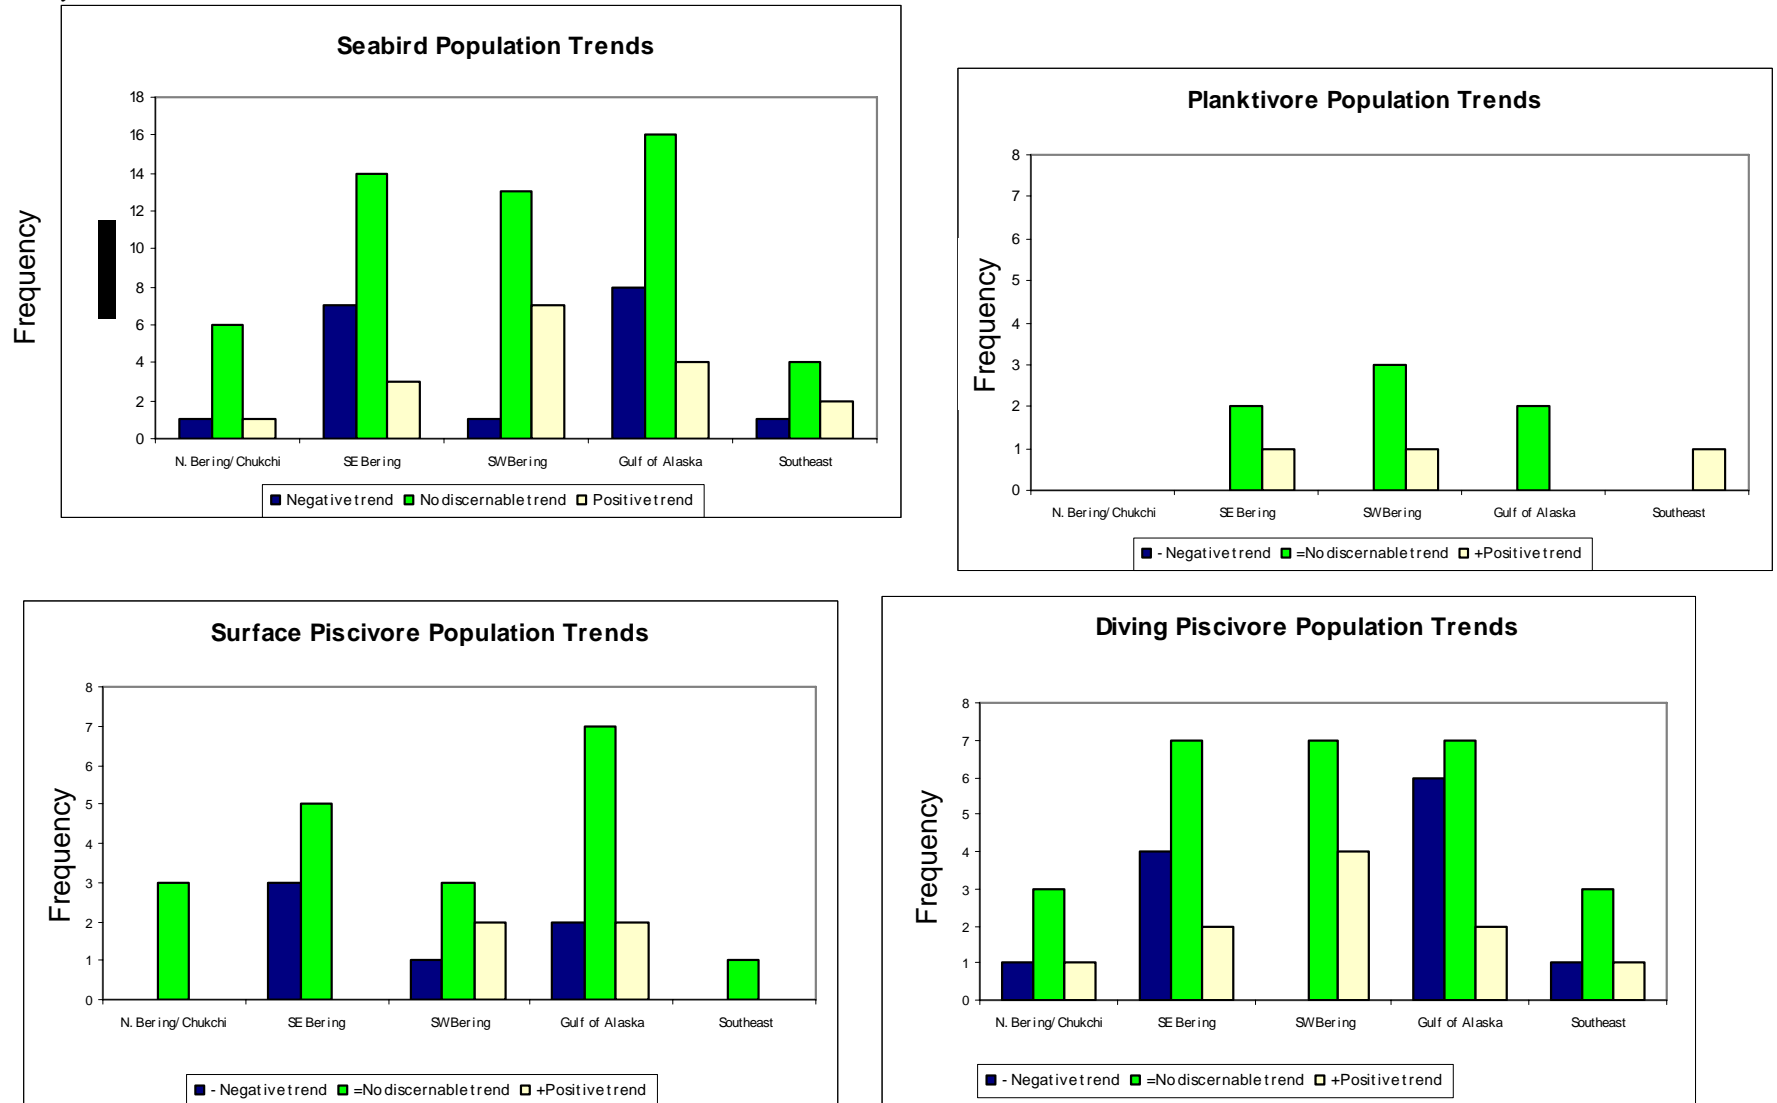 Seabird Population Trends
Frequency
18
16
14
12
10
8
6
4
2
0
N. Bering/Chukchi SE Bering SW Bering Gulf of Alaska Southeast
Negative trend No discernable trend Positive trend
Planktivore Population Trends
Frequency
8
7
6
5
4
3
2
1
0
N. Bering/Chukchi SE Bering SW Bering Gulf of Alaska Southeast
- Negative trend =No discernable trend +Positive trend
Surface Piscivore Population Trends
Frequency
8
7
6
5
4
3
2
1
0
N. Bering/Chukchi SE Bering SW Bering Gulf of Alaska Southeast
- Negative trend =No discernable trend +Positive trend
Diving Piscivore Population Trends
Frequency
8
7
6
5
4
3
2
1
0
N. Bering/Chukchi SE Bering SW Bering Gulf of Alaska Southeast
- Negative trend =No discernable trend +Positive trend